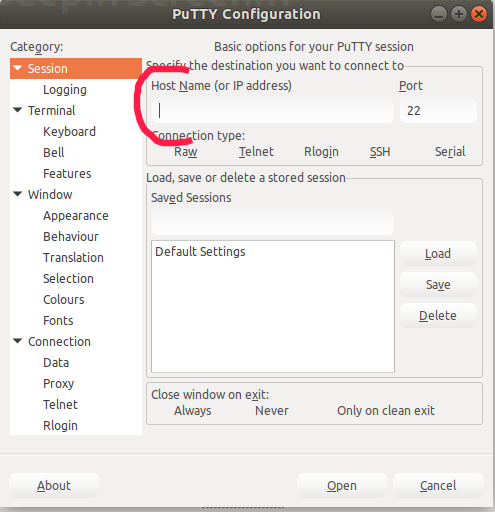 PuTTY Configuration
Category:
Basic options for your PuTTY session
Session
Logging
Terminal
Keyboard
Bell
Features
Window
Appearance
Behaviour
Translation
Selection
Colours
Fonts
Connection
Data
Proxy
Telnet
Rlogin
Specify the destination you want to connect to
Host Name (or IP address) Port
22
Connection type:
Raw Telnet Rlogin SSH Serial
Load, save or delete a stored session
Saved Sessions
Default Settings
Load
Save
Delete
Close window on exit:
Always Never Only on clean exit
About Open Cancel